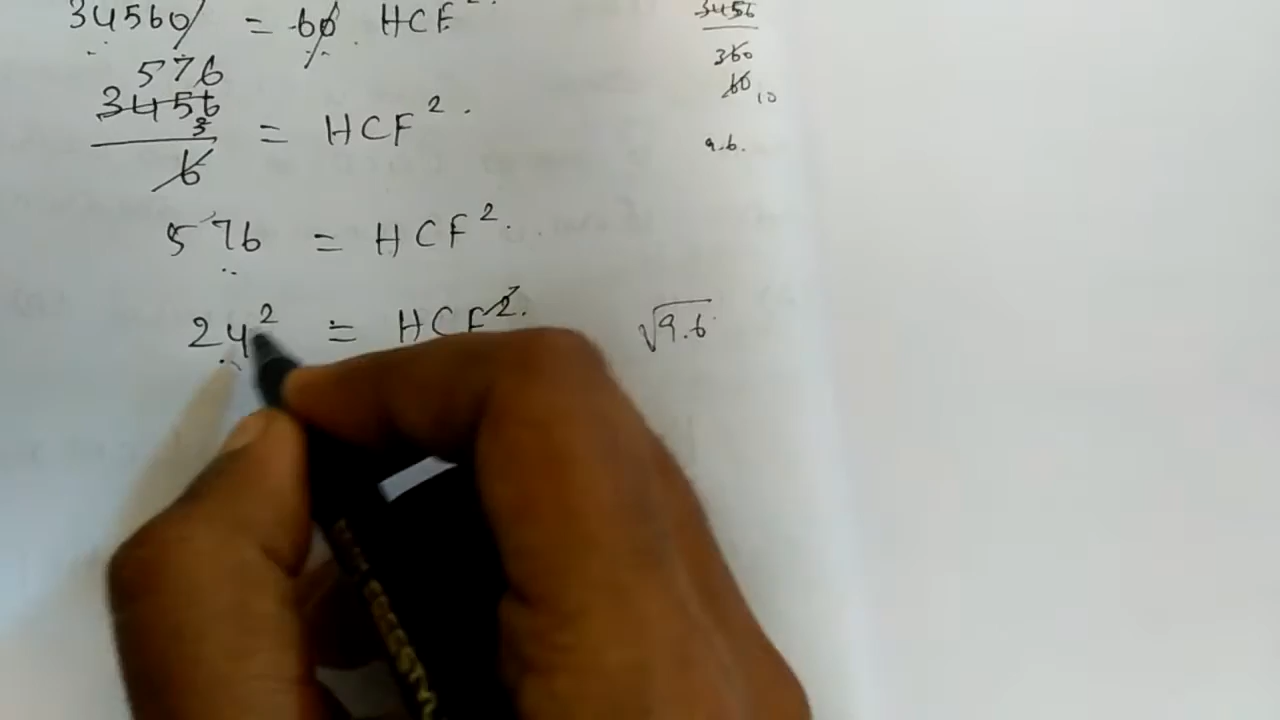 34560 = 60 HCF².
576
3456
3
= HCF².
6
576 = HCF².
24² = HCF².
3456
360
60 10
9.6.
√9.6